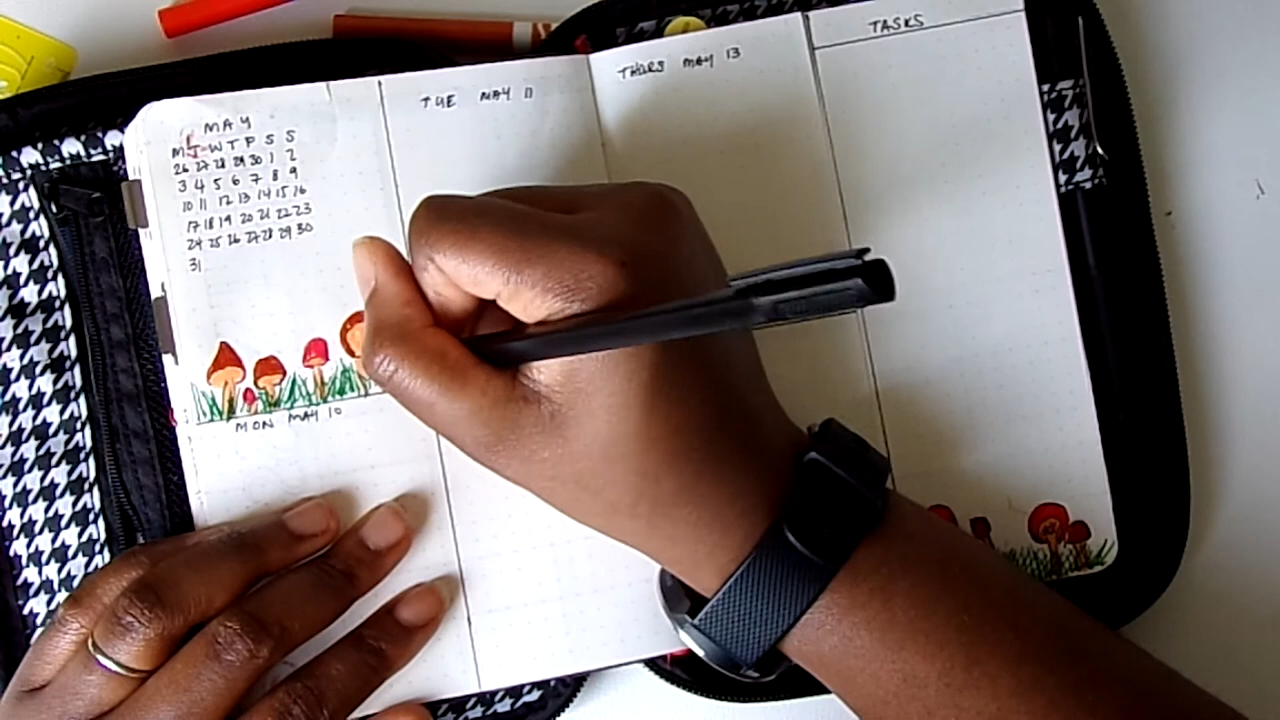 MAY
M T W T F S S
26 27 28 29 30 1 2
3 4 5 6 7 8 9
10 11 12 13 14 15 16
17 18 19 20 21 22 23
24 25 26 27 28 29 30
31
MON MAY 10
TUE MAY 11
THURS MAY 13
TASKS